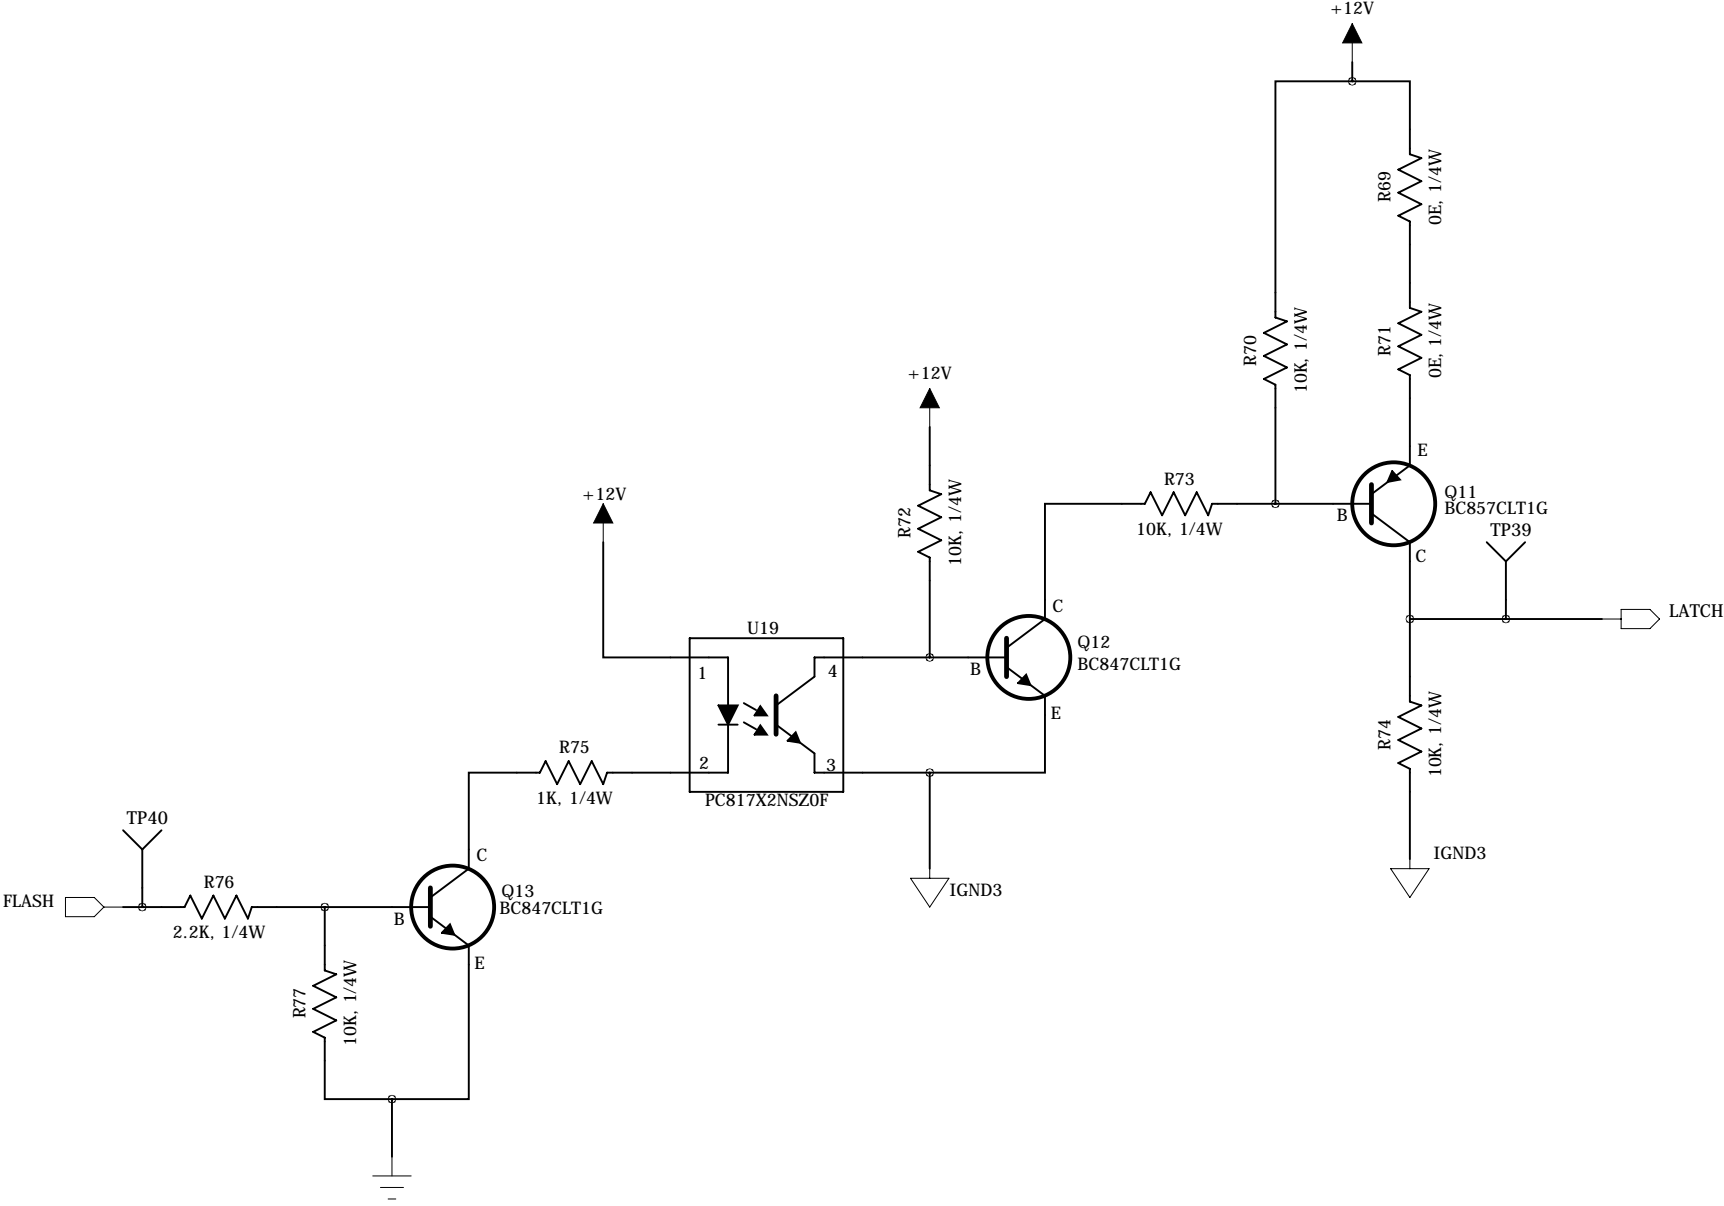 +12V
R69
0E, 1/4W
R70
10K, 1/4W
R71
0E, 1/4W
+12V
E
R73
10K, 1/4W
B
Q11
BC857CLT1G
TP39
C
+12V
R72
10K, 1/4W
C
LATCH
U19
1
4
B
Q12
BC847CLT1G
E
R74
10K, 1/4W
R75
1K, 1/4W
2
3
PC817X2NSZ0F
TP40
C
IGND3
FLASH
R76
2.2K, 1/4W
B
Q13
BC847CLT1G
IGND3
E
R77
10K, 1/4W